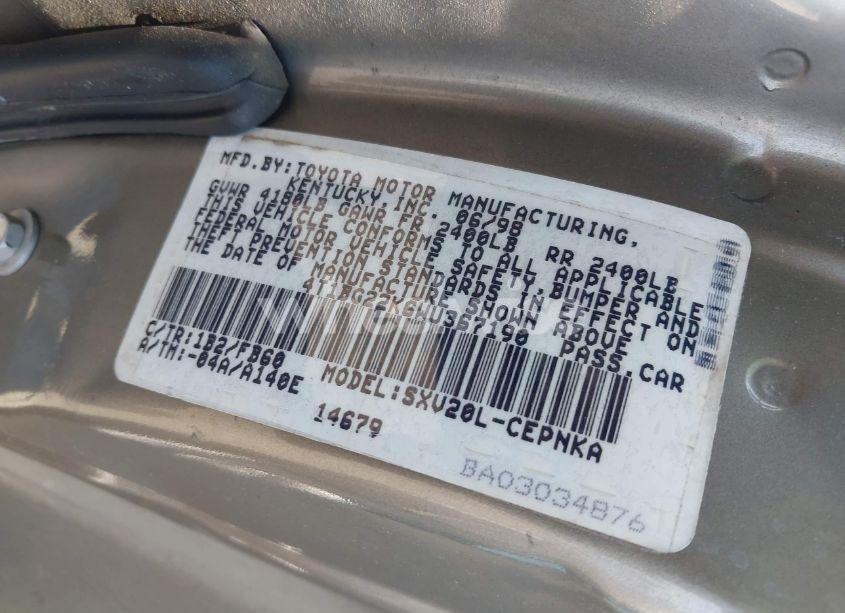 MFD.BY:TOYOTA MOTOR MANUFACTURING,
KENTUCKY,INC. 06/98
GVWR 4180LB GAWR FR 2400LB RR 2400LB
THIS VEHICLE CONFORMS TO ALL APPLICABLE
FEDERAL MOTOR VEHICLE SAFETY,BUMPER,AND
THEFT PREVENTION STANDARDS IN EFFECT ON
THE DATE OF MANUFACTURE SHOWN ABOVE.
PASS.CAR
C/TR:1B2/FB60
A/TM:-04A/A140E
MODEL:SXV20L-CEPNKA
14679
BA03034876